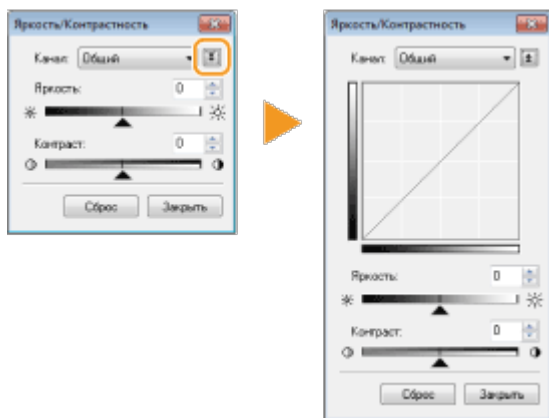 Яркость/Контрастность
Канал: Общий
Яркость: 0
Контраст: 0
Сброс Закрыть
Яркость/Контрастность
Канал: Общий
Яркость: 0
Контраст: 0
Сброс Закрыть